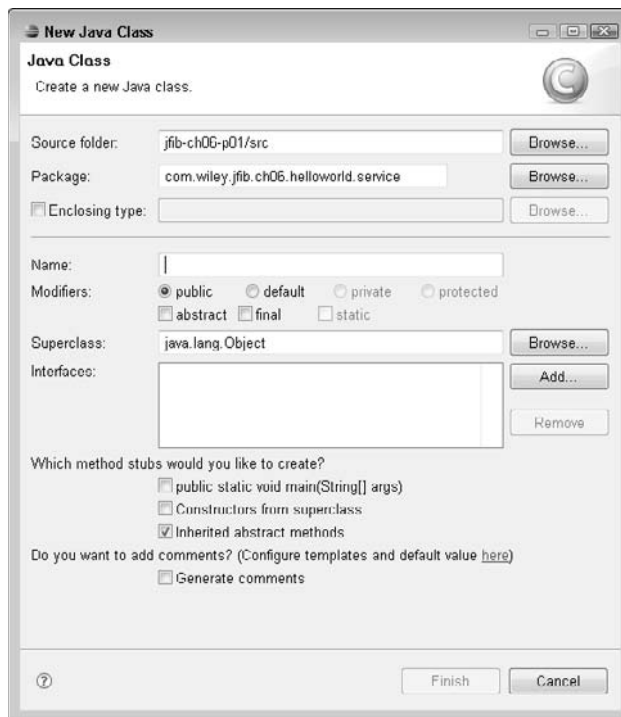 New Java Class
Java Class
Create a new Java class.
C
Source folder: jfib-ch06-p01/src Browse...
Package: com.wiley.jfib.ch06.helloworld.service Browse...
Enclosing type: Browse...
Name:
Modifiers: public default private protected
abstract final static
Superclass: java.lang.Object Browse...
Interfaces: Add...
Remove
Which method stubs would you like to create?
public static void main(String[] args)
Constructors from superclass
Inherited abstract methods
Do you want to add comments? (Configure templates and default value here)
Generate comments
? Finish Cancel